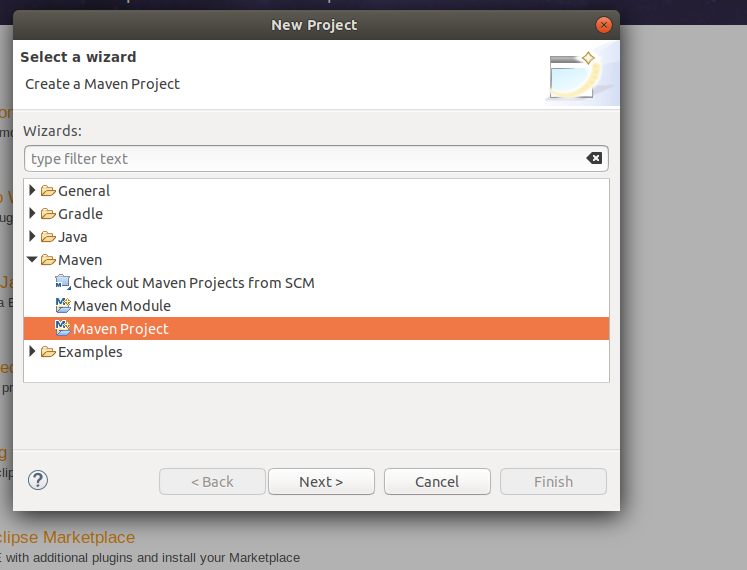 New Project
Select a wizard
Create a Maven Project
Wizards:
type filter text
General
Gradle
Java
Maven
Check out Maven Projects from SCM
Maven Module
Maven Project
Examples
?
< Back
Next >
Cancel
Finish
clipse Marketplace
E with additional plugins and install your Marketplace